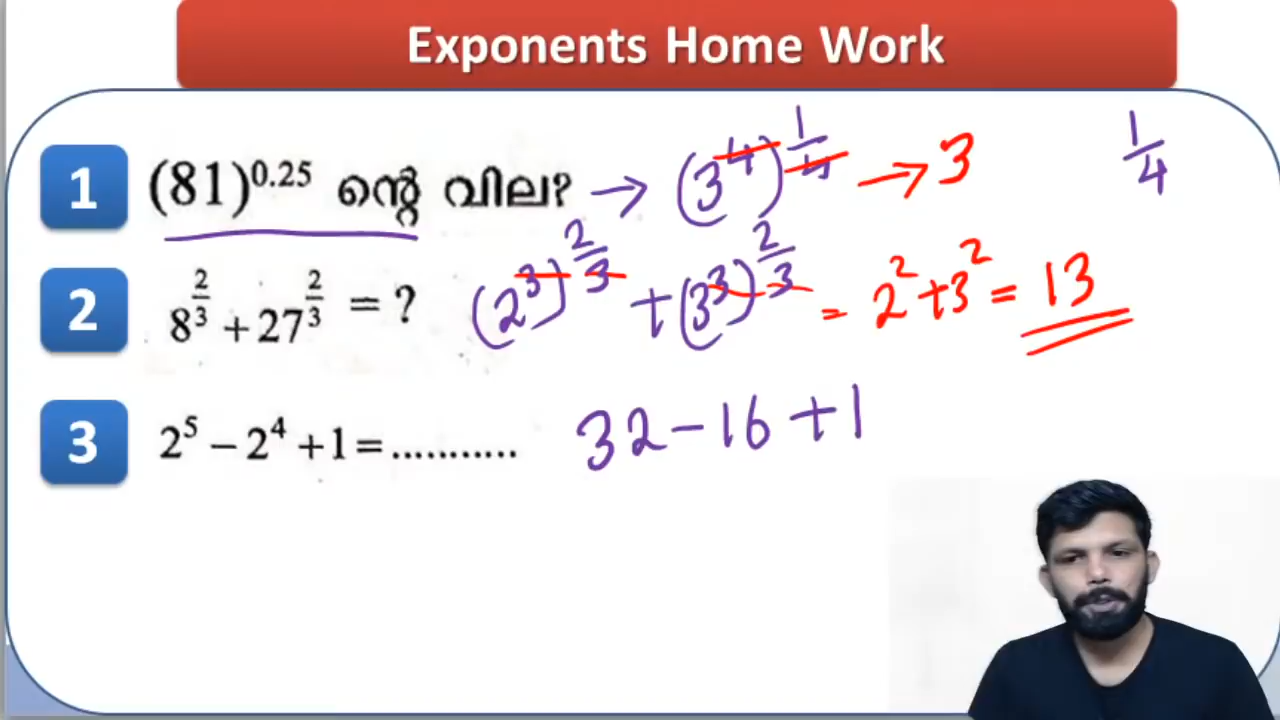 Exponents Home Work
1 (81)^0.25 ന്റെ വില? → (3^4)^1/4 → 3 1/4
2 8^2/3 + 27^2/3 = ? (2^3)^2/3 + (3^3)^2/3 = 2^2 + 3^2 = 13
3 2^5 – 2^4 + 1 = ........... 32 – 16 + 1